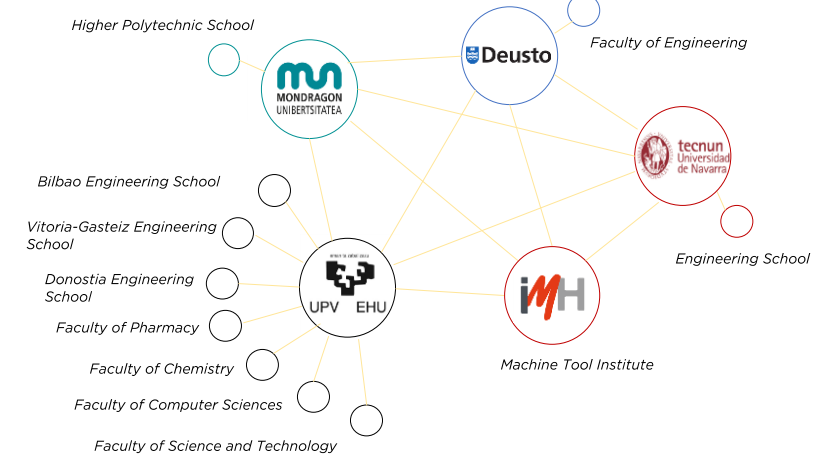 Higher Polytechnic School
Faculty of Engineering
Deusto
MONDRAGON
UNIBERTSITATEA
tecnun
Universidad
de Navarra
Bilbao Engineering School
Vitoria-Gasteiz Engineering
School
Engineering School
Donostia Engineering
School
UPV EHU
iMH
Faculty of Pharmacy
Machine Tool Institute
Faculty of Chemistry
Faculty of Computer Sciences
Faculty of Science and Technology